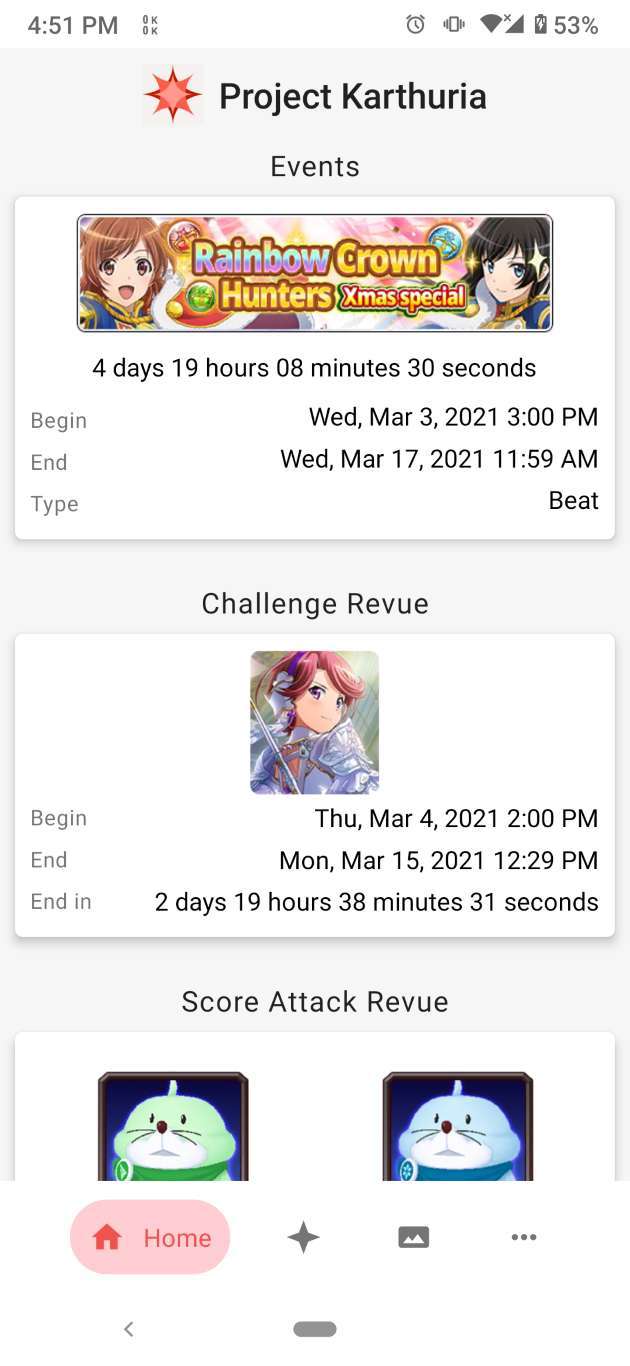 4:51 PM
OK
OK
53%
Project Karthuria
Events
Rainbow Crown
Hunters Xmas special
4 days 19 hours 08 minutes 30 seconds
Begin Wed, Mar 3, 2021 3:00 PM
End Wed, Mar 17, 2021 11:59 AM
Type Beat
Challenge Revue
Begin Thu, Mar 4, 2021 2:00 PM
End Mon, Mar 15, 2021 12:29 PM
End in 2 days 19 hours 38 minutes 31 seconds
Score Attack Revue
Home